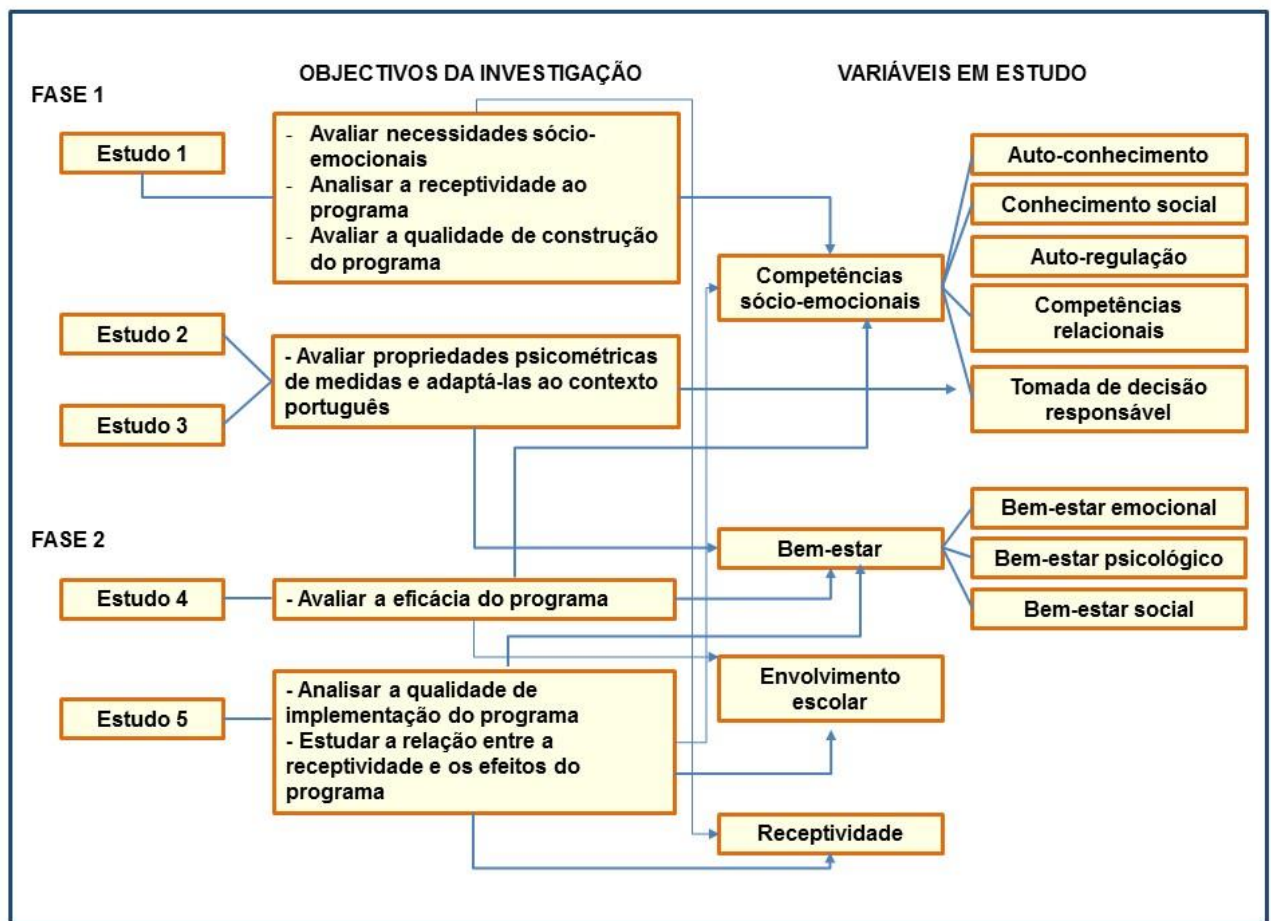 OBJECTIVOS DA INVESTIGAÇÃO
VARIÁVEIS EM ESTUDO
FASE 1
Estudo 1
- Avaliar necessidades sócio-
emocionais
- Analisar a receptividade ao
programa
- Avaliar a qualidade de construção
do programa
Estudo 2
Estudo 3
- Avaliar propriedades psicométricas
de medidas e adaptá-las ao contexto
português
Competências
sócio-emocionais
Auto-conhecimento
Conhecimento social
Auto-regulação
Competências
relacionais
Tomada de decisão
responsável
FASE 2
Estudo 4
- Avaliar a eficácia do programa
Estudo 5
- Analisar a qualidade de
implementação do programa
- Estudar a relação entre a
receptividade e os efeitos do
programa
Bem-estar
Bem-estar emocional
Bem-estar psicológico
Bem-estar social
Envolvimento
escolar
Receptividade